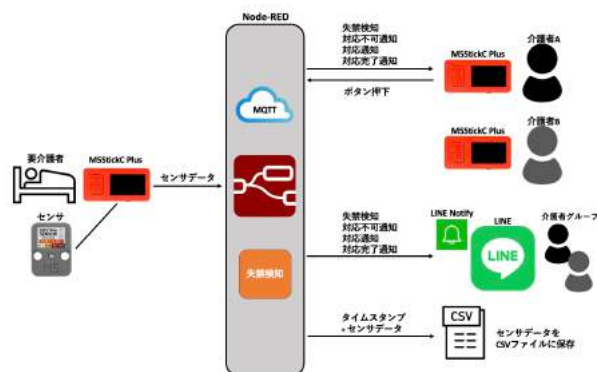 Node-RED
失禁検知
対応不可通知
対応通知
対応完了通知
介護者A
M5StickC Plus
ボタン押下
MQTT
介護者B
M5StickC Plus
要介護者
M5StickC Plus
センサデータ
センサ
失禁検知
対応不可通知
対応通知
対応完了通知
LINE Notify
LINE
介護者グループ
LINE
失禁検知
タイムスタンプ
+ センサデータ
CSV
センサデータを
CSVファイルに保存